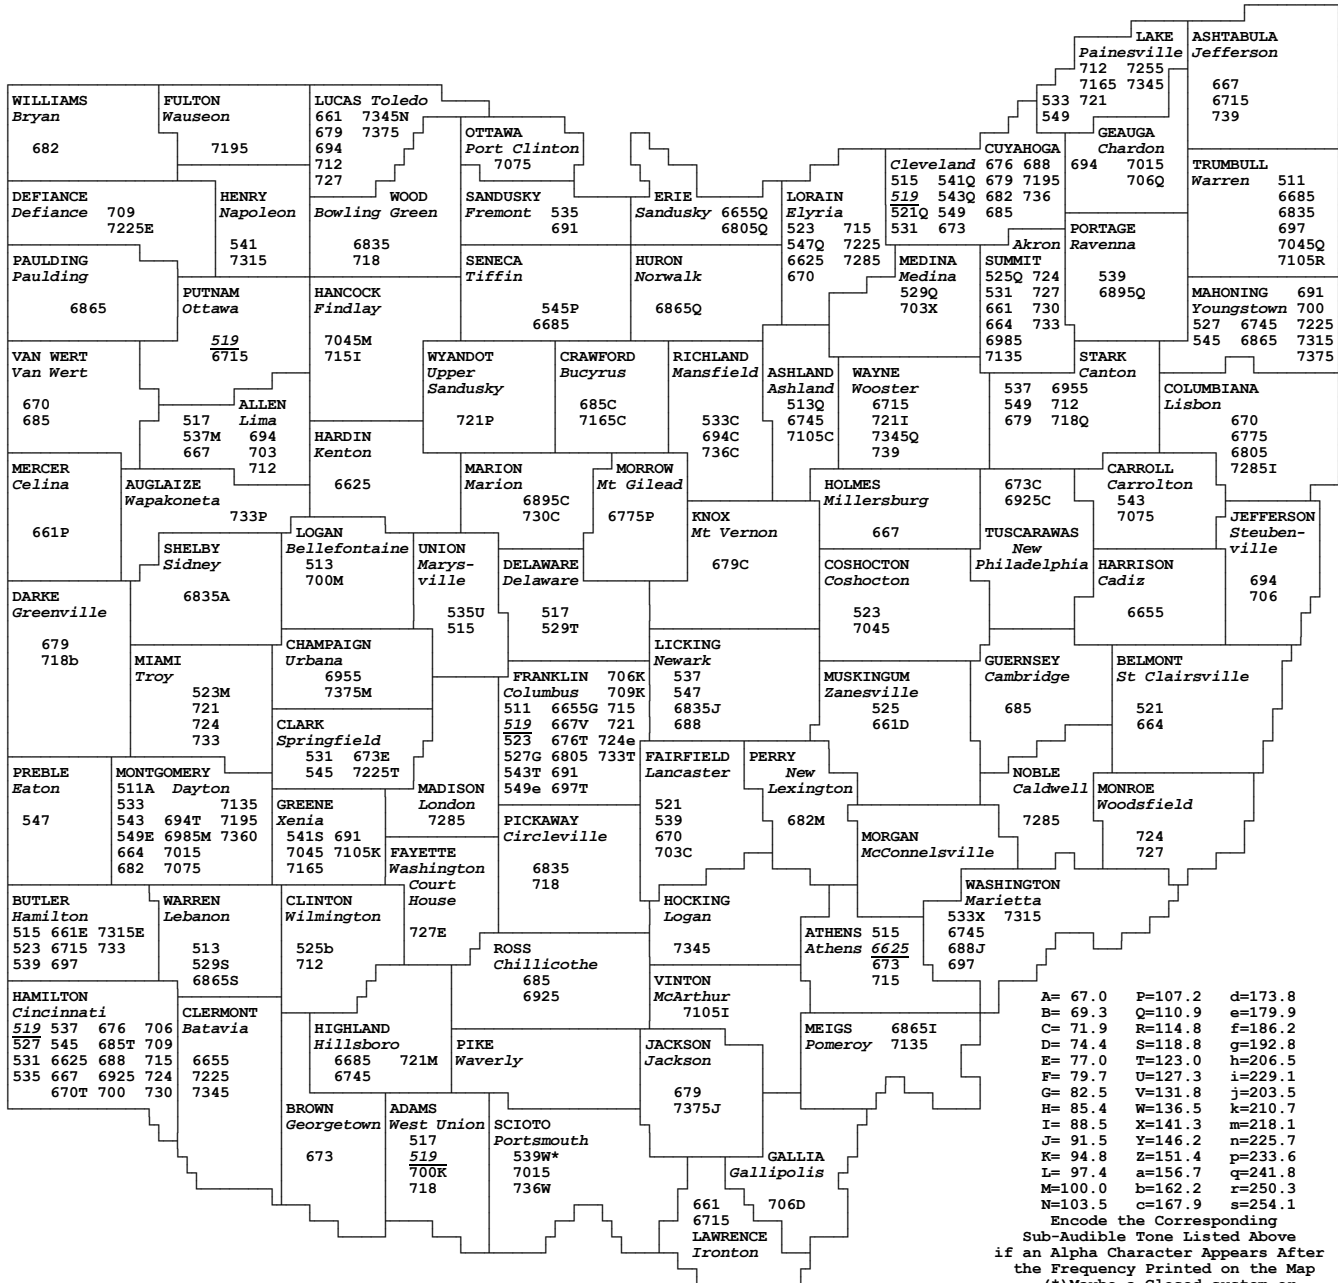 LAKE
Painesville
712 7255
7165 7345
533 721
549
ASHTABULA
Jefferson
667
6715
739
WILLIAMS
Bryan
682
FULTON
Wauseon
7195
LUCAS Toledo
661 7345N
679 7375
694
712
727
OTTAWA
Port Clinton
7075
CUYAHOGA
Cleveland 676 688
515 541Q 679 7195
519 543Q 682 736
521Q 549 685
531 673
GEAUGA
Chardon
694 7015
706Q
TRUMBULL
Warren 511
6685
6835
697
7045Q
7105R
DEFIANCE
Defiance 709
7225E
HENRY
Napoleon
541
7315
WOOD
Bowling Green
6835
718
SANDUSKY
Fremont 535
691
ERIE
Sandusky 6655Q
6805Q
LORAIN
Elyria
523 715
547Q 7225
6625 7285
670
PORTAGE
Ravenna
539
6895Q
PAULDING
Paulding
6865
PUTNAM
Ottawa
519
6715
HANCOCK
Findlay
7045M
715I
SENECA
Tiffin
545P
6685
HURON
Norwalk
6865Q
MEDINA
Medina
529Q
703X
Akron
SUMMIT
525Q 724
531 727
661 730
664 733
6985
7135
MAHONING 691
Youngstown 700
527 6745 7225
545 6865 7315
7375
VAN WERT
Van Wert
670
685
ALLEN
517 Lima
537M 694
667 703
712
WYANDOT
Upper
Sandusky
721P
CRAWFORD
Bucyrus
685C
7165C
RICHLAND
Mansfield
533C
694C
736C
ASHLAND
Ashland
513Q
6745
7105C
WAYNE
Wooster
6715
721I
7345Q
739
STARK
Canton
537 6955
549 712
679 718Q
COLUMBIANA
Lisbon
670
6775
6805
7285I
MERCER
Celina
661P
AUGLAIZE
Wapakoneta
733P
HARDIN
Kenton
6625
MARION
Marion
6895C
730C
MORROW
Mt Gilead
6775P
KNOX
Mt Vernon
679C
HOLMES
Millersburg
667
673C
6925C
TUSCARAWAS
New
Philadelphia
CARROLL
Carrolton
543
7075
JEFFERSON
Steuben-
ville
694
706
SHELBY
Sidney
6835A
LOGAN
Bellefontaine
513
700M
UNION
Marys-
ville
535U
515
DELAWARE
Delaware
517
529T
COSHOCTON
Coshocton
523
7045
HARRISON
Cadiz
6655
DARKE
Greenville
679
718b
MIAMI
Troy
523M
721
724
733
CHAMPAIGN
Urbana
6955
7375M
CLARK
Springfield
531 673E
545 7225T
FRANKLIN 706K
Columbus 709K
511 6655G 715
519 667V 721
523 676T 724e
527G 6805 733T
543T 691
549e 697T
LICKING
Newark
537
547
6835J
688
MUSKINGUM
Zanesville
525
661D
GUERNSEY
Cambridge
685
BELMONT
St Clairsville
521
664
PREBLE
Eaton
547
MONTGOMERY
511A Dayton
533 7135
543 694T 7195
549E 6985M 7360
664 7015
682 7075
GREENE
Xenia
541S 691
7045 7105K
7165
MADISON
London
7285
PICKAWAY
Circleville
6835
718
FAIRFIELD
Lancaster
521
539
670
703C
PERRY
New
Lexington
682M
MORGAN
McConnelsville
NOBLE
Caldwell
7285
MONROE
Woodsfield
724
727
BUTLER
Hamilton
515 661E 7315E
523 6715 733
539 697
WARREN
Lebanon
513
529S
6865S
CLINTON
Wilmington
525b
712
FAYETTE
Washington
Court
House
727E
ROSS
Chillicothe
685
6925
HOCKING
Logan
7345
ATHENS 515
Athens 6625
673
715
WASHINGTON
Marietta
533X 7315
6745
688J
697
HAMILTON
Cincinnati
519 537 676 706
527 545 685T 709
531 6625 688 715
535 667 6925 724
670T 700 730
CLERMONT
Batavia
6655
7225
7345
HIGHLAND
Hillsboro
6685 721M
6745
PIKE
Waverly
VINTON
McArthur
7105I
JACKSON
Jackson
679
7375J
MEIGS 6865I
Pomeroy 7135
BROWN
Georgetown
673
ADAMS
West Union
517
519
700K
718
SCIOTO
Portsmouth
539W*
7015
736W
GALLIA
Gallipolis
706D
661
6715
LAWRENCE
Ironton
A= 67.0 P=107.2 d=173.8
B= 69.3 Q=110.9 e=179.9
C= 71.9 R=114.8 f=186.2
D= 74.4 S=118.8 g=192.8
E= 77.0 T=123.0 h=206.5
F= 79.7 U=127.3 i=229.1
G= 82.5 V=131.8 j=203.5
H= 85.4 W=136.5 k=210.7
I= 88.5 X=141.3 m=218.1
J= 91.5 Y=146.2 n=225.7
K= 94.8 Z=151.4 p=233.6
L= 97.4 a=156.7 q=241.8
M=100.0 b=162.2 r=250.3
N=103.5 c=167.9 s=254.1
Encode the Corresponding
Sub-Audible Tone Listed Above
if an Alpha Character Appears After
the Frequency Printed on the Map